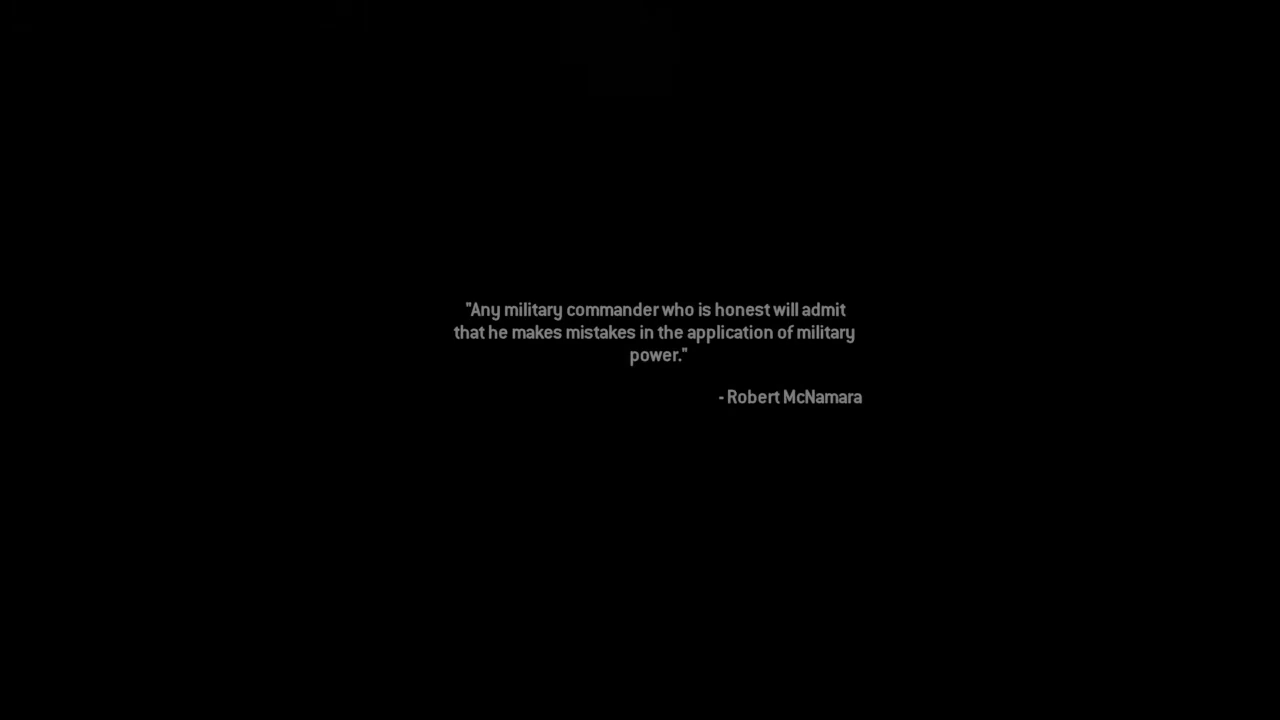 "Any military commander who is honest will admit
that he makes mistakes in the application of military
power."
- Robert McNamara